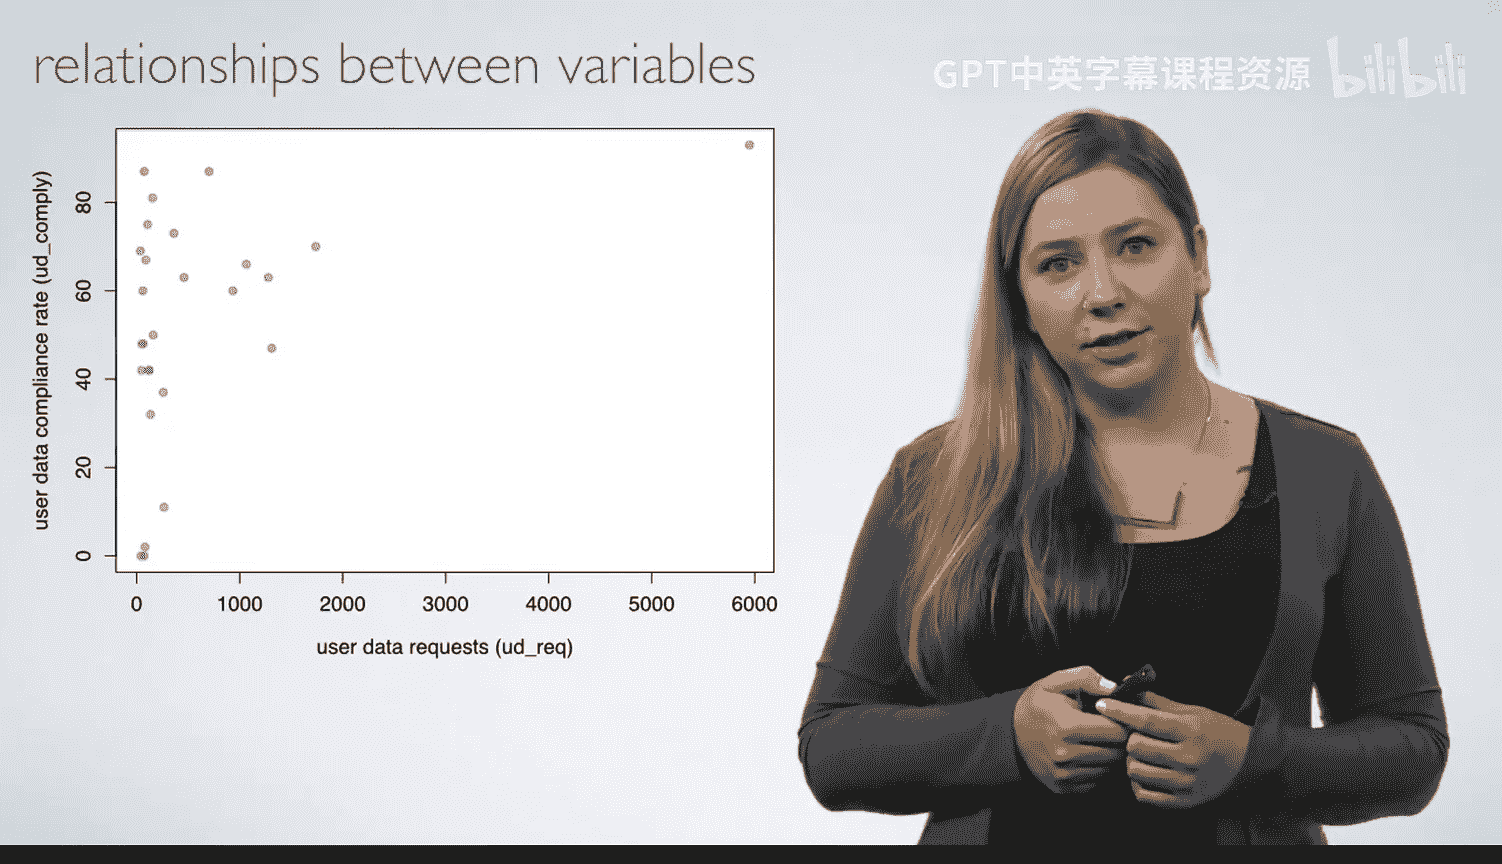 relationships between variables
GPT中英字幕课程资源 bilibili
user data compliance rate (ud_comply)
80
60
40
20
0
0 1000 2000 3000 4000 5000 6000
user data requests (ud_req)